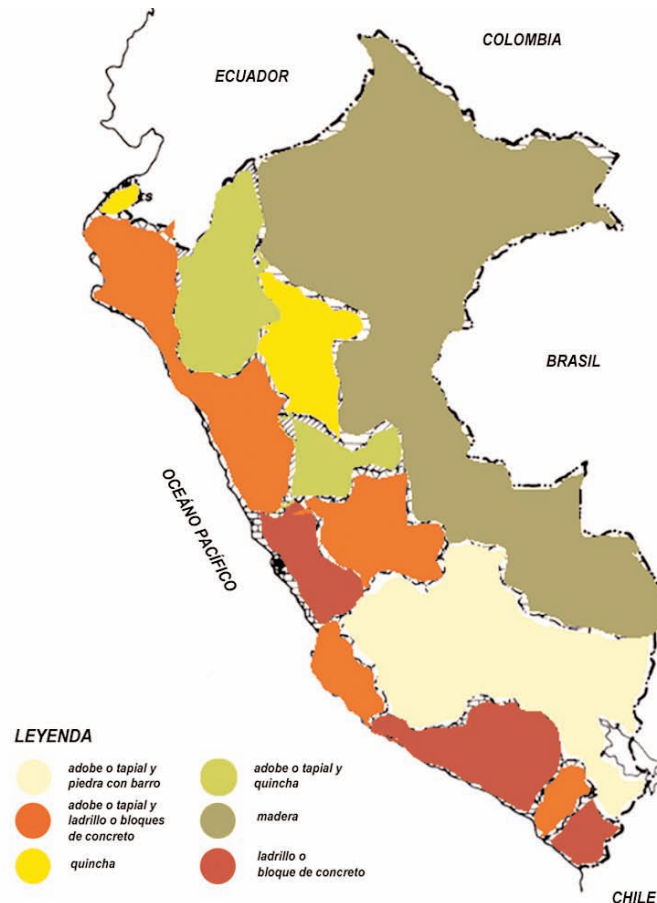 COLOMBIA
ECUADOR
BRASIL
OCEÁNO PACÍFICO
LEYENDA
adobe o tapial y
piedra con barro
adobe o tapial y
ladrillo o bloques
de concreto
quincha
adobe o tapial y
quincha
madera
ladrillo o
bloque de concreto
CHILE